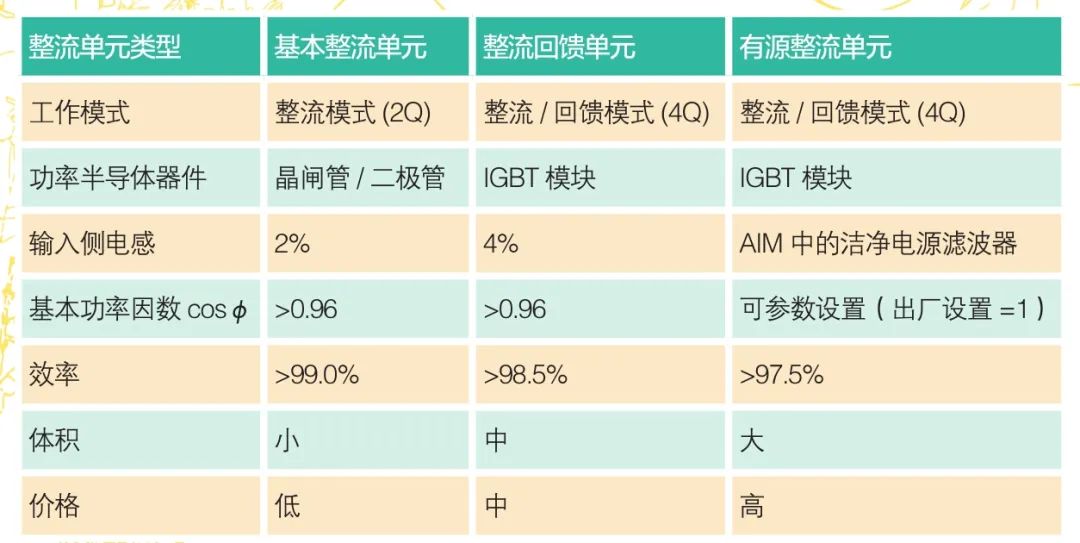 整流单元类型 基本整流单元 整流回馈单元 有源整流单元
工作模式 整流模式 (2Q) 整流 / 回馈模式 (4Q) 整流 / 回馈模式 (4Q)
功率半导体器件 晶闸管 / 二极管 IGBT 模块 IGBT 模块
输入侧电感 2% 4% AIM 中的洁净电源滤波器
基本功率因数 cos ϕ >0.96 >0.96 可参数设置（出厂设置 =1）
效率 >99.0% >98.5% >97.5%
体积 小 中 大
价格 低 中 高